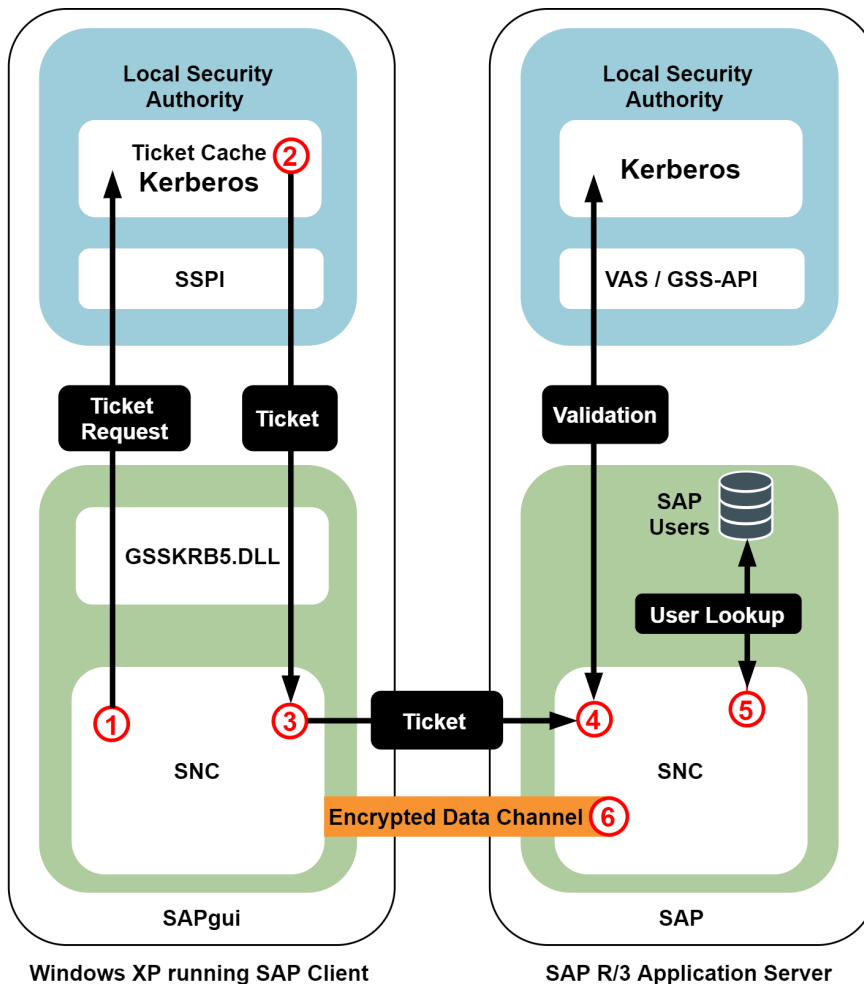 Local Security
Authority
Ticket Cache
2
Kerberos
SSPI
Ticket
Request
Ticket
GSSKRB5.DLL
1
3
SNC
SAPgui
Windows XP running SAP Client
Ticket
Encrypted Data Channel
6
Local Security
Authority
Kerberos
VAS / GSS-API
Validation
SAP
Users
User Lookup
4
5
SNC
SAP
SAP R/3 Application Server